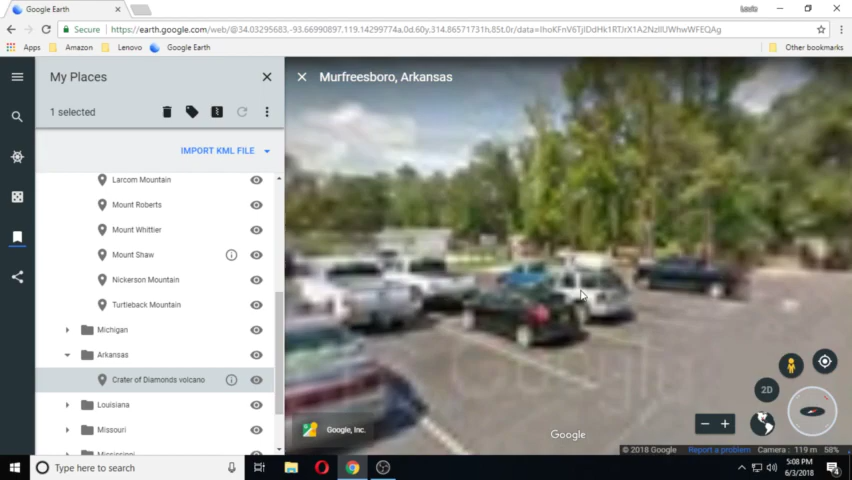 Google Earth
Louie
Secure | https://earth.google.com/web/@34.03295683,-93.66990897,119.14299774a,0d,60y,314.86571731h,85t,0r/data=
Apps
Amazon
Lenovo
Google Earth
Other bookmarks
My Places
Murfreesboro, Arkansas
1 selected
IMPORT KML FILE
Larcom Mountain
Mount Roberts
Mount Whittier
Mount Shaw
Nickerson Mountain
Turtleback Mountain
Michigan
Arkansas
Crater of Diamonds volcano
Louisiana
Missouri
Mississippi
2D
Google, Inc.
Google
© 2018 Google Report a problem Camera : 119 m 58%
Type here to search
5:08 PM
6/3/2018
4